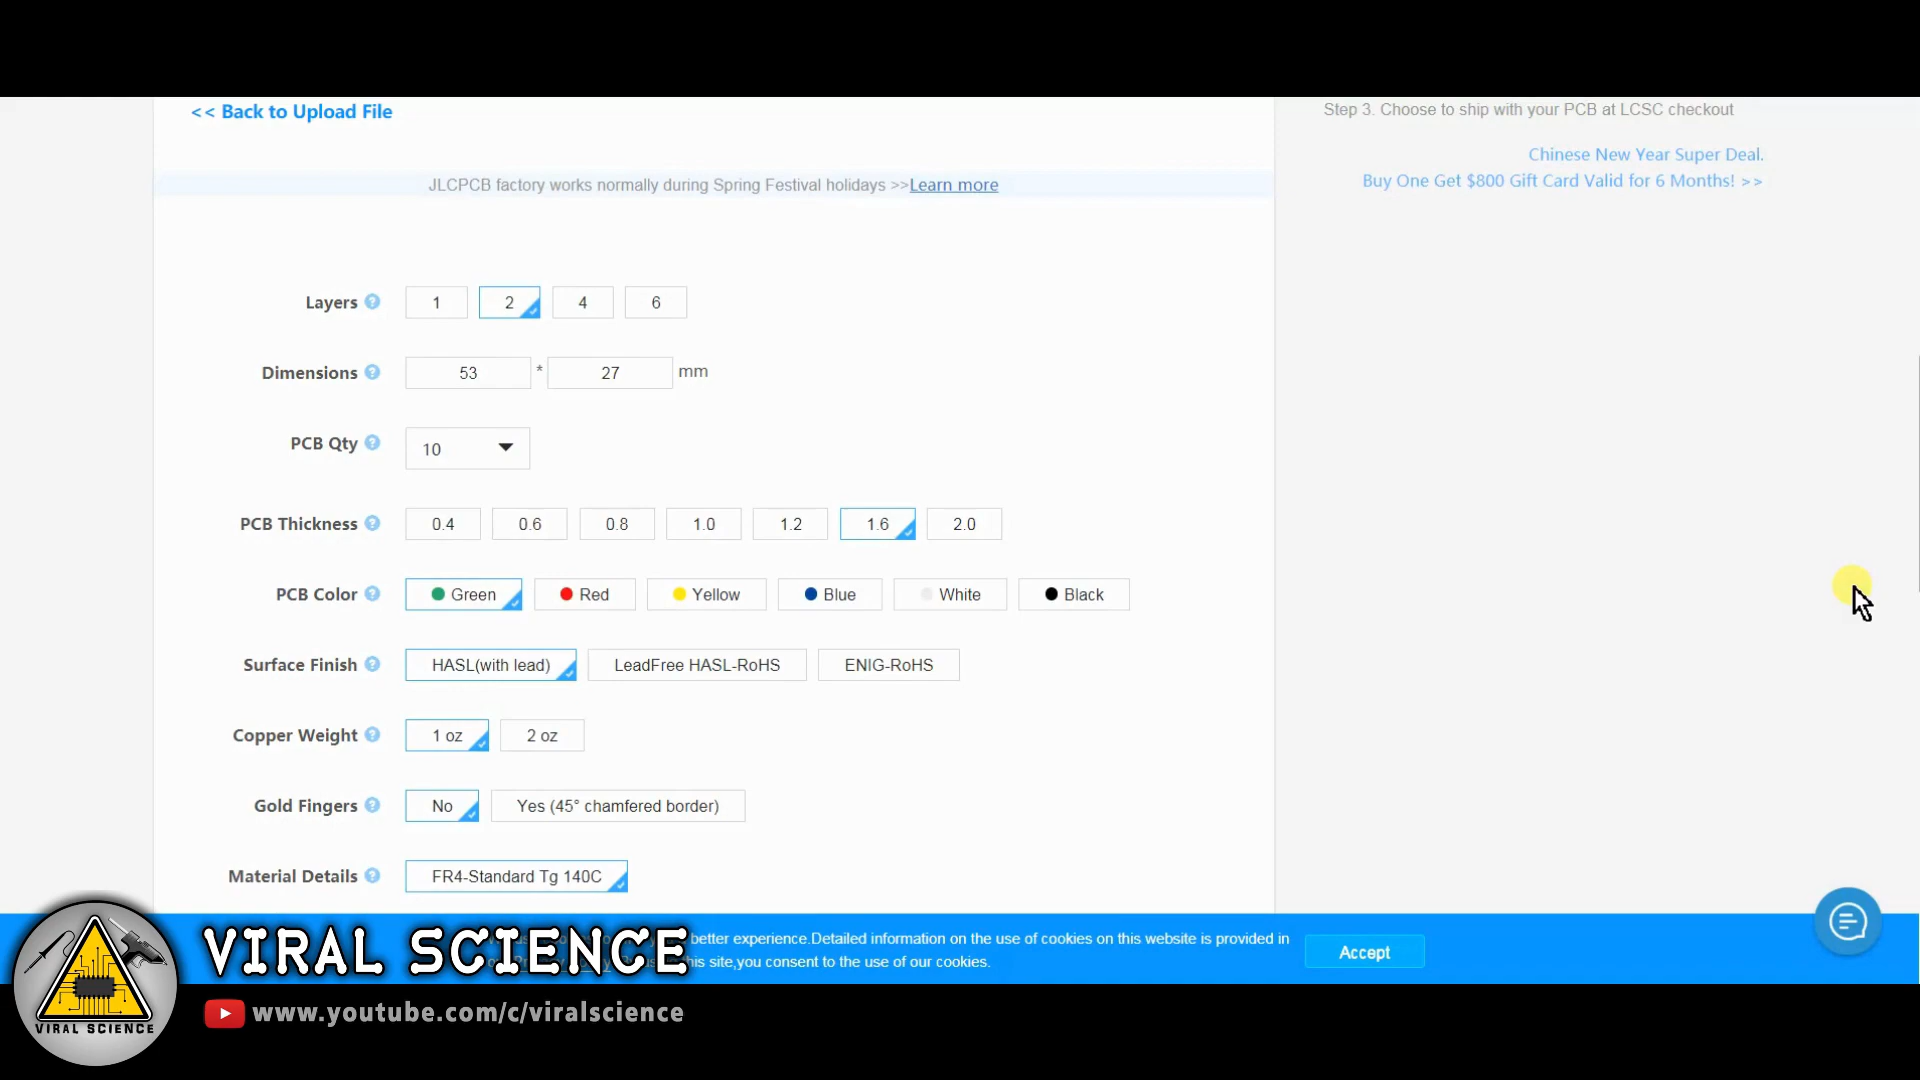 << Back to Upload File
Step 3. Choose to ship with your PCB at LCSC checkout
Chinese New Year Super Deal.
Buy One Get $800 Gift Card Valid for 6 Months! >>
JLCPCB factory works normally during Spring Festival holidays >>Learn more
Layers ? 1 2 4 6
Dimensions ? 53 * 27 mm
PCB Qty ? 10
PCB Thickness ? 0.4 0.6 0.8 1.0 1.2 1.6 2.0
PCB Color ? Green Red Yellow Blue White Black
Surface Finish ? HASL(with lead) LeadFree HASL-RoHS ENIG-RoHS
Copper Weight ? 1 oz 2 oz
Gold Fingers ? No Yes (45° chamfered border)
Material Details ? FR4-Standard Tg 140C
better experience.Detailed information on the use of cookies on this website is provided in
this site,you consent to the use of our cookies.
Accept
VIRAL SCIENCE
www.youtube.com/c/viralscience
VIRAL SCIENCE